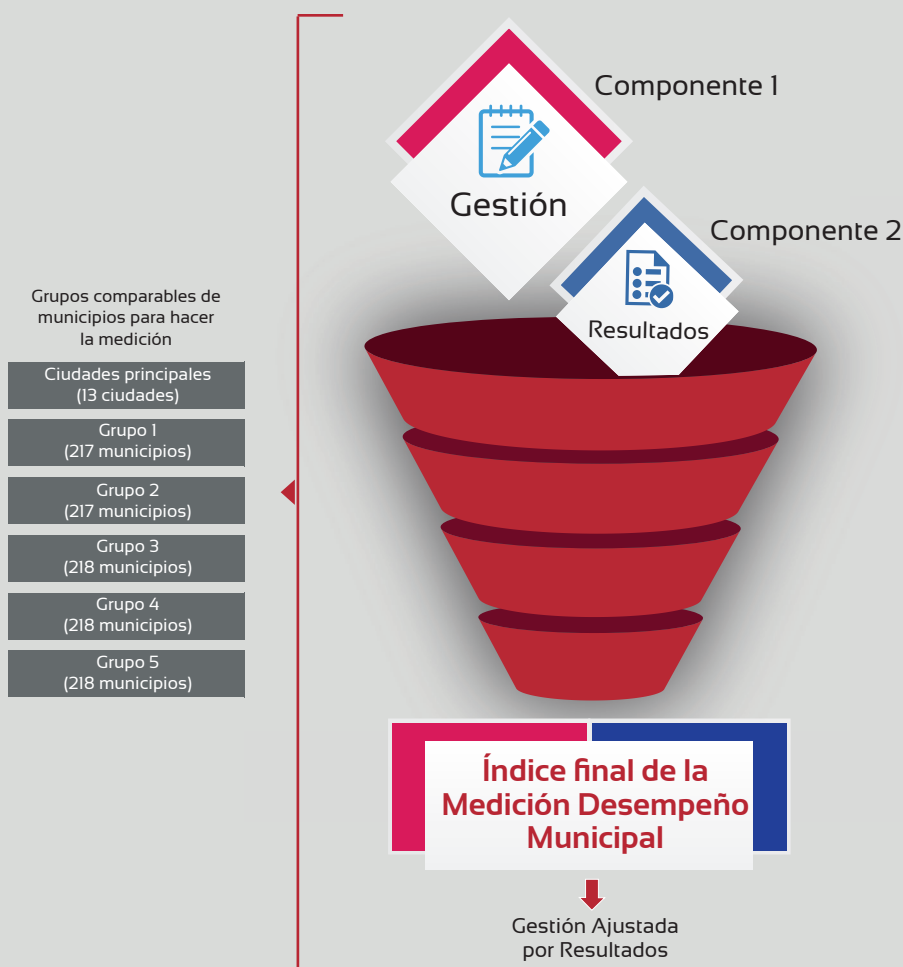 Componente 1
Gestión
Componente 2
Resultados
Grupos comparables de
municipios para hacer
la medición
Ciudades principales
(13 ciudades)
Grupo 1
(217 municipios)
Grupo 2
(217 municipios)
Grupo 3
(218 municipios)
Grupo 4
(218 municipios)
Grupo 5
(218 municipios)
Índice final de la
Medición Desempeño
Municipal
Gestión Ajustada
por Resultados